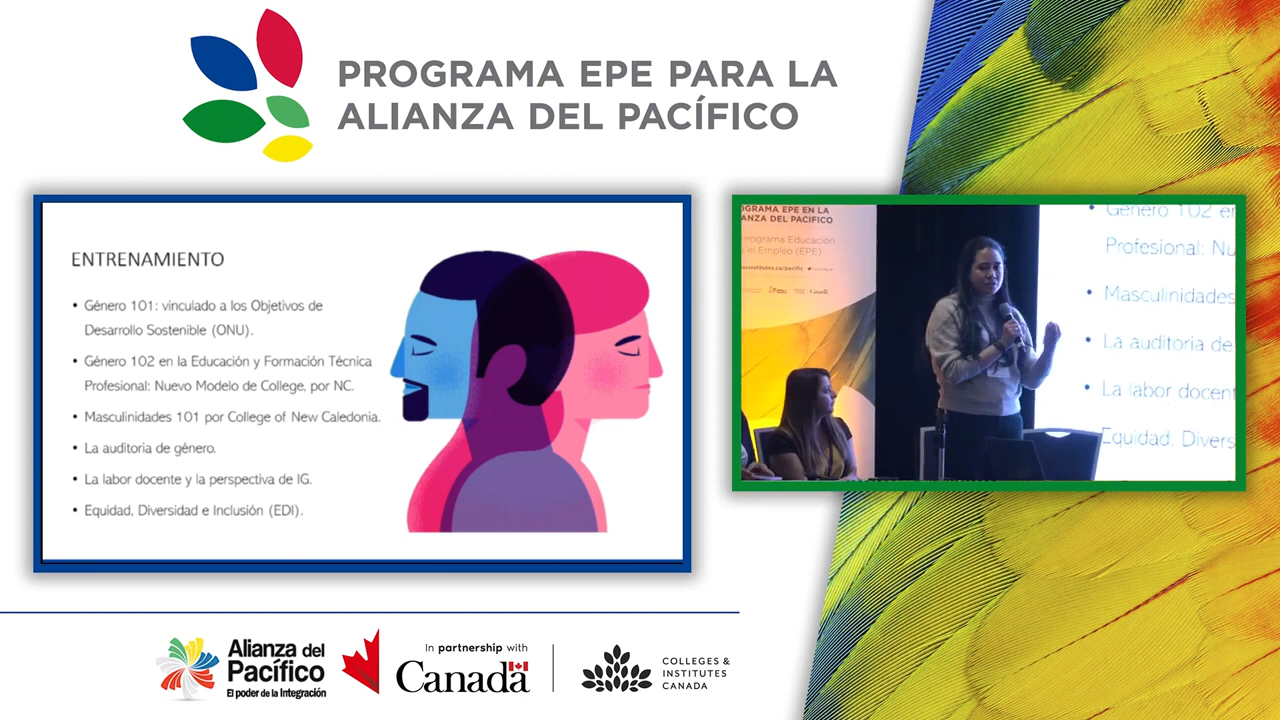 PROGRAMA EPE PARA LA
ALIANZA DEL PACÍFICO
ENTRENAMIENTO
• Género 101: vinculado a los Objetivos de
Desarrollo Sostenible (ONU).
• Género 102 en la Educación y Formación Técnica
Profesional: Nuevo Modelo de College, por NC.
• Masculinidades 101 por College of New Caledonia.
• La auditoria de género.
• La labor docente y la perspectiva de IG.
• Equidad, Diversidad e Inclusión (EDI).
OGRAMA EPE EN LA
ANZA DEL PACÍFICO
rograma Educación
el Empleo (EPE)
• Género 102 e
Profesional: Nu
• Masculinidades
• La auditoria de
• La labor docent
Equidad, Divers
Alianza del
Pacífico
El poder de la Integración
In partnership with
Canada
COLLEGES &
INSTITUTES
CANADA